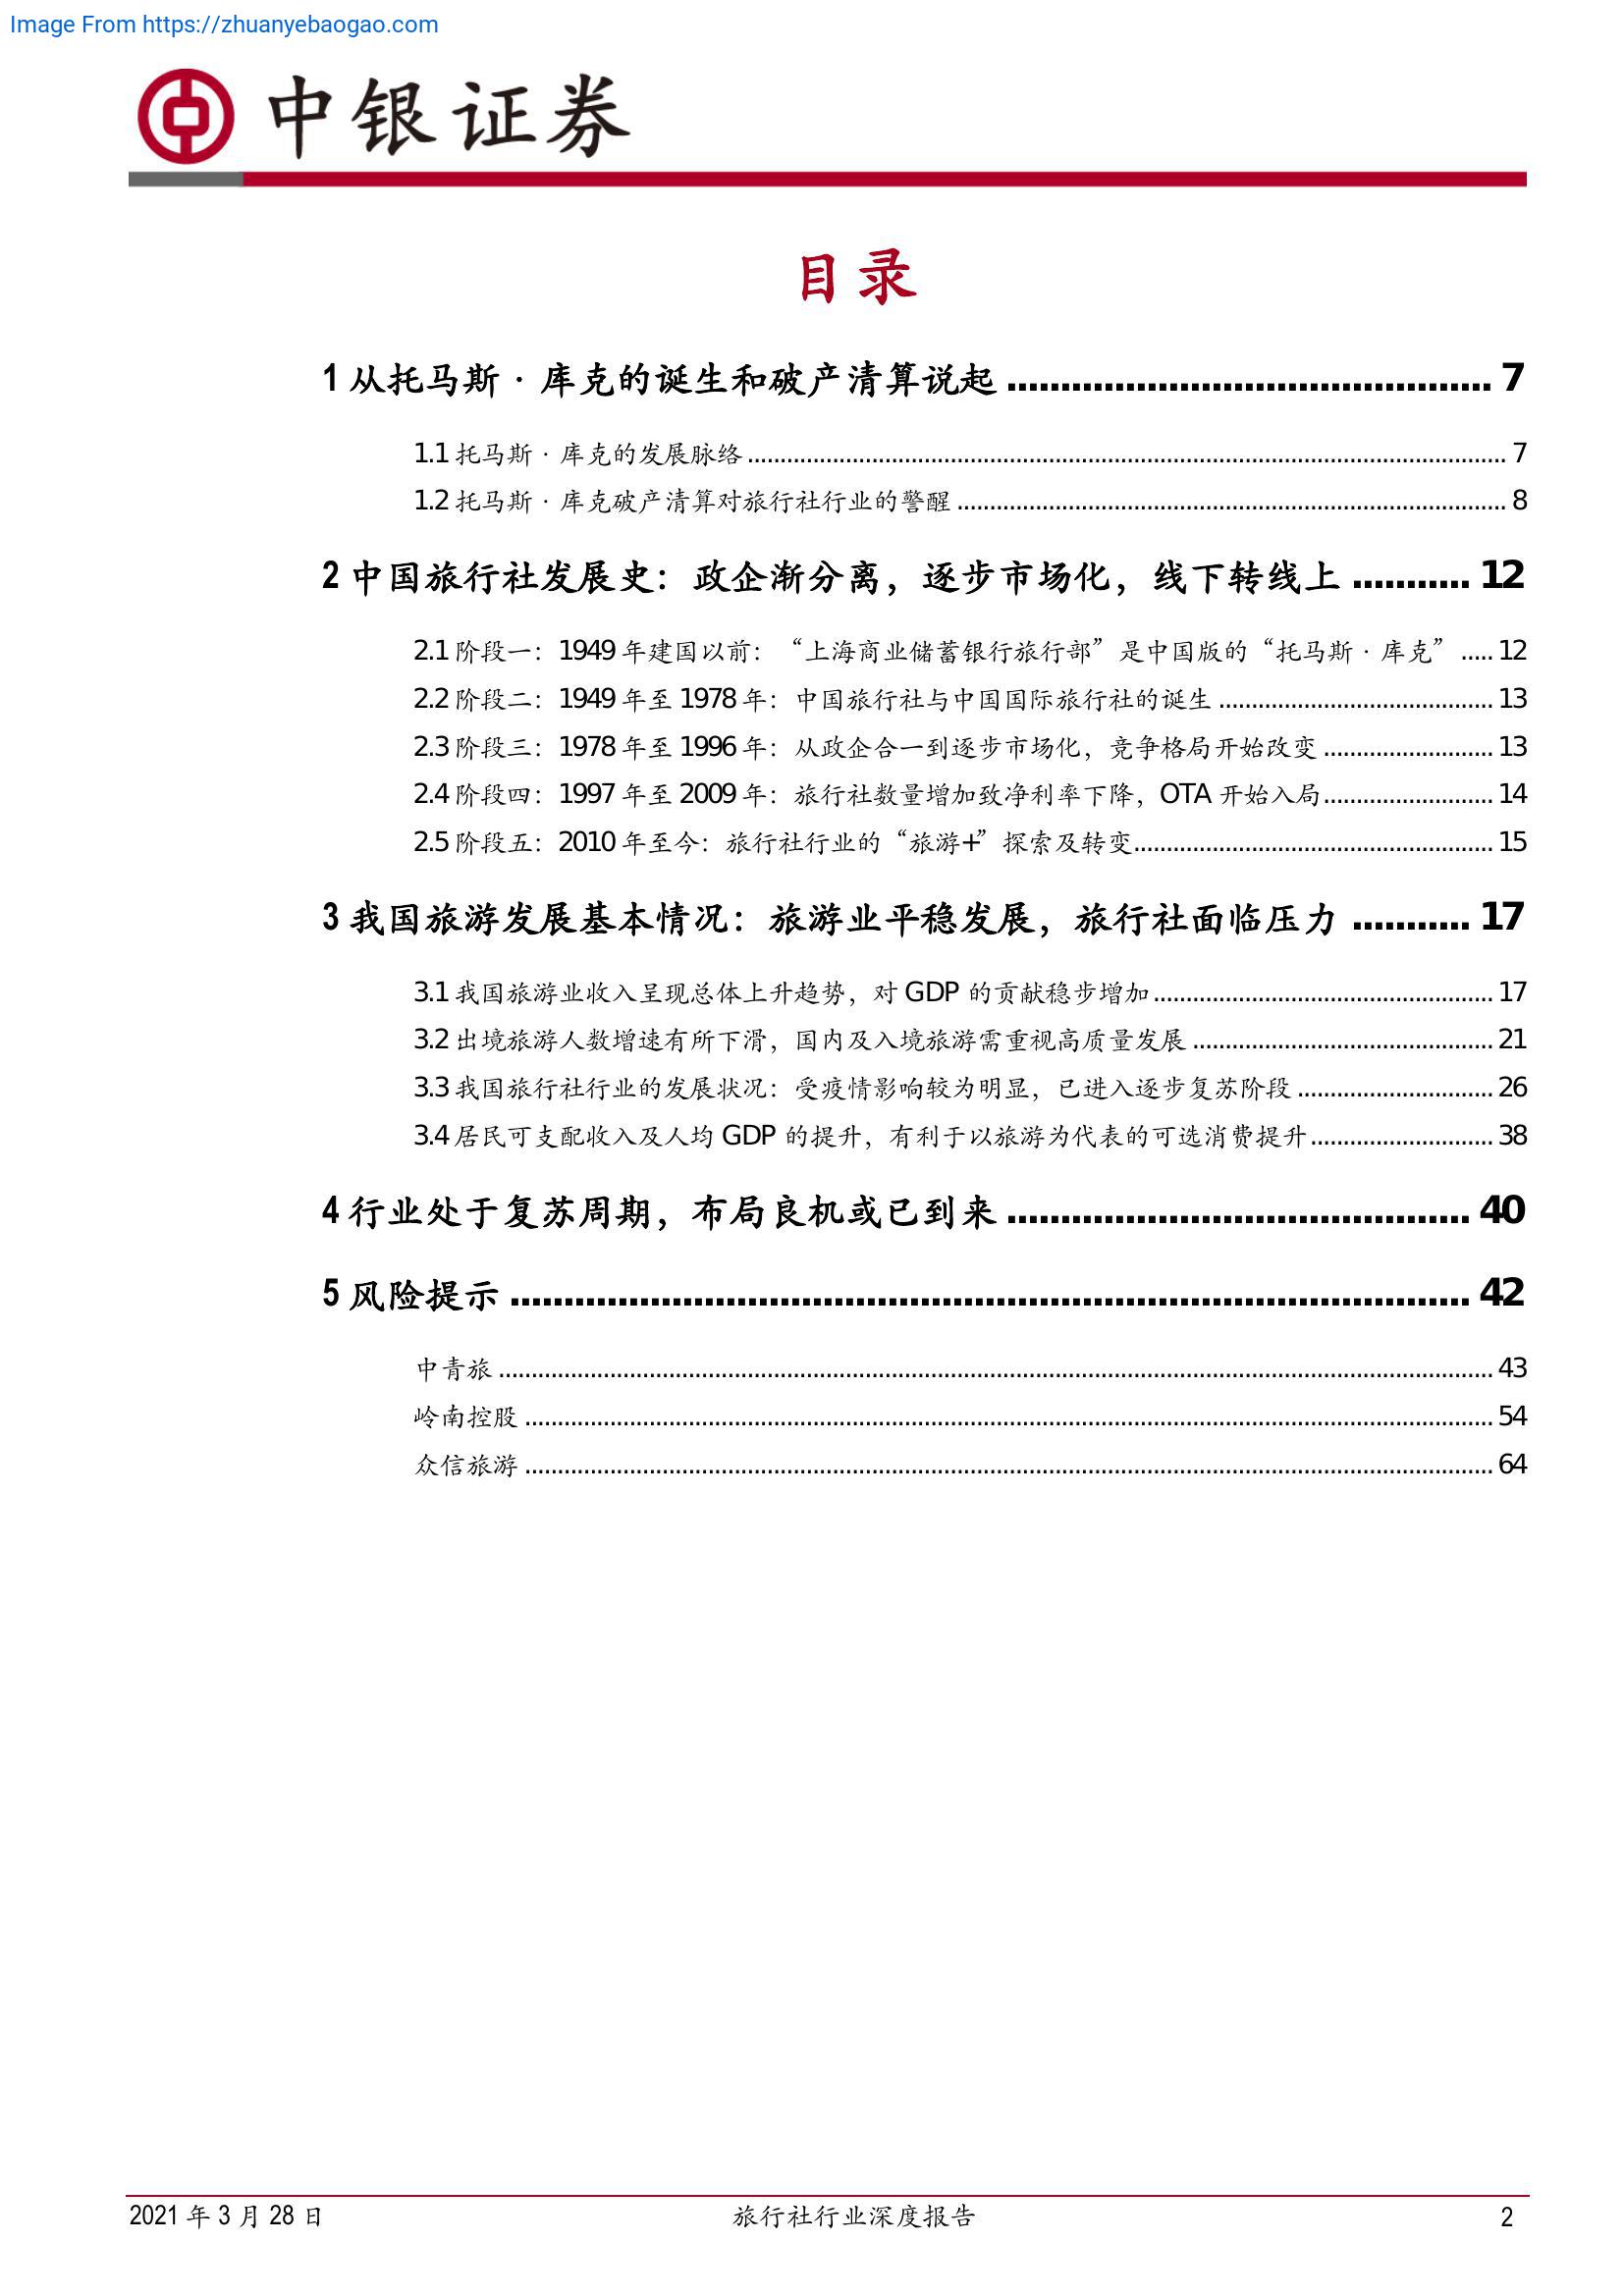 Image From https://zhuanyebaogao.com
中银证券
目录
1 从托马斯·库克的诞生和破产清算说起 ............................................ 7
1.1 托马斯·库克的发展脉络 ............................................ 7
1.2 托马斯·库克破产清算对旅行社行业的警醒 ............................................ 8
2 中国旅行社发展史：政企渐分离，逐步市场化，线下转线上 ........... 12
2.1 阶段一：1949 年建国以前：“上海商业储蓄银行旅行部”是中国版的“托马斯·库克” ..... 12
2.2 阶段二：1949 年至 1978 年：中国旅行社与中国国际旅行社的诞生 .......................................... 13
2.3 阶段三：1978 年至 1996 年：从政企合一到逐步市场化，竞争格局开始改变 .......................... 13
2.4 阶段四：1997 年至 2009 年：旅行社数量增加致净利率下降，OTA 开始入局 .......................... 14
2.5 阶段五：2010 年至今：旅行社行业的“旅游+”探索及转变 ............................................ 15
3 我国旅游发展基本情况：旅游业平稳发展，旅行社面临压力 ........... 17
3.1 我国旅游业收入呈现总体上升趋势，对 GDP 的贡献稳步增加 ............................................ 17
3.2 出境旅游人数增速有所下滑，国内及入境旅游需重视高质量发展 ............................................ 21
3.3 我国旅行社行业的发展状况：受疫情影响较为明显，已进入逐步复苏阶段 .............................. 26
3.4 居民可支配收入及人均 GDP 的提升，有利于以旅游为代表的可选消费提升 ............................ 38
4 行业处于复苏周期，布局良机或已到来 ............................................ 40
5 风险提示 ............................................ 42
中青旅 ............................................ 43
岭南控股 ............................................ 54
众信旅游 ............................................ 64
2021 年 3 月 28 日 旅行社行业深度报告 2